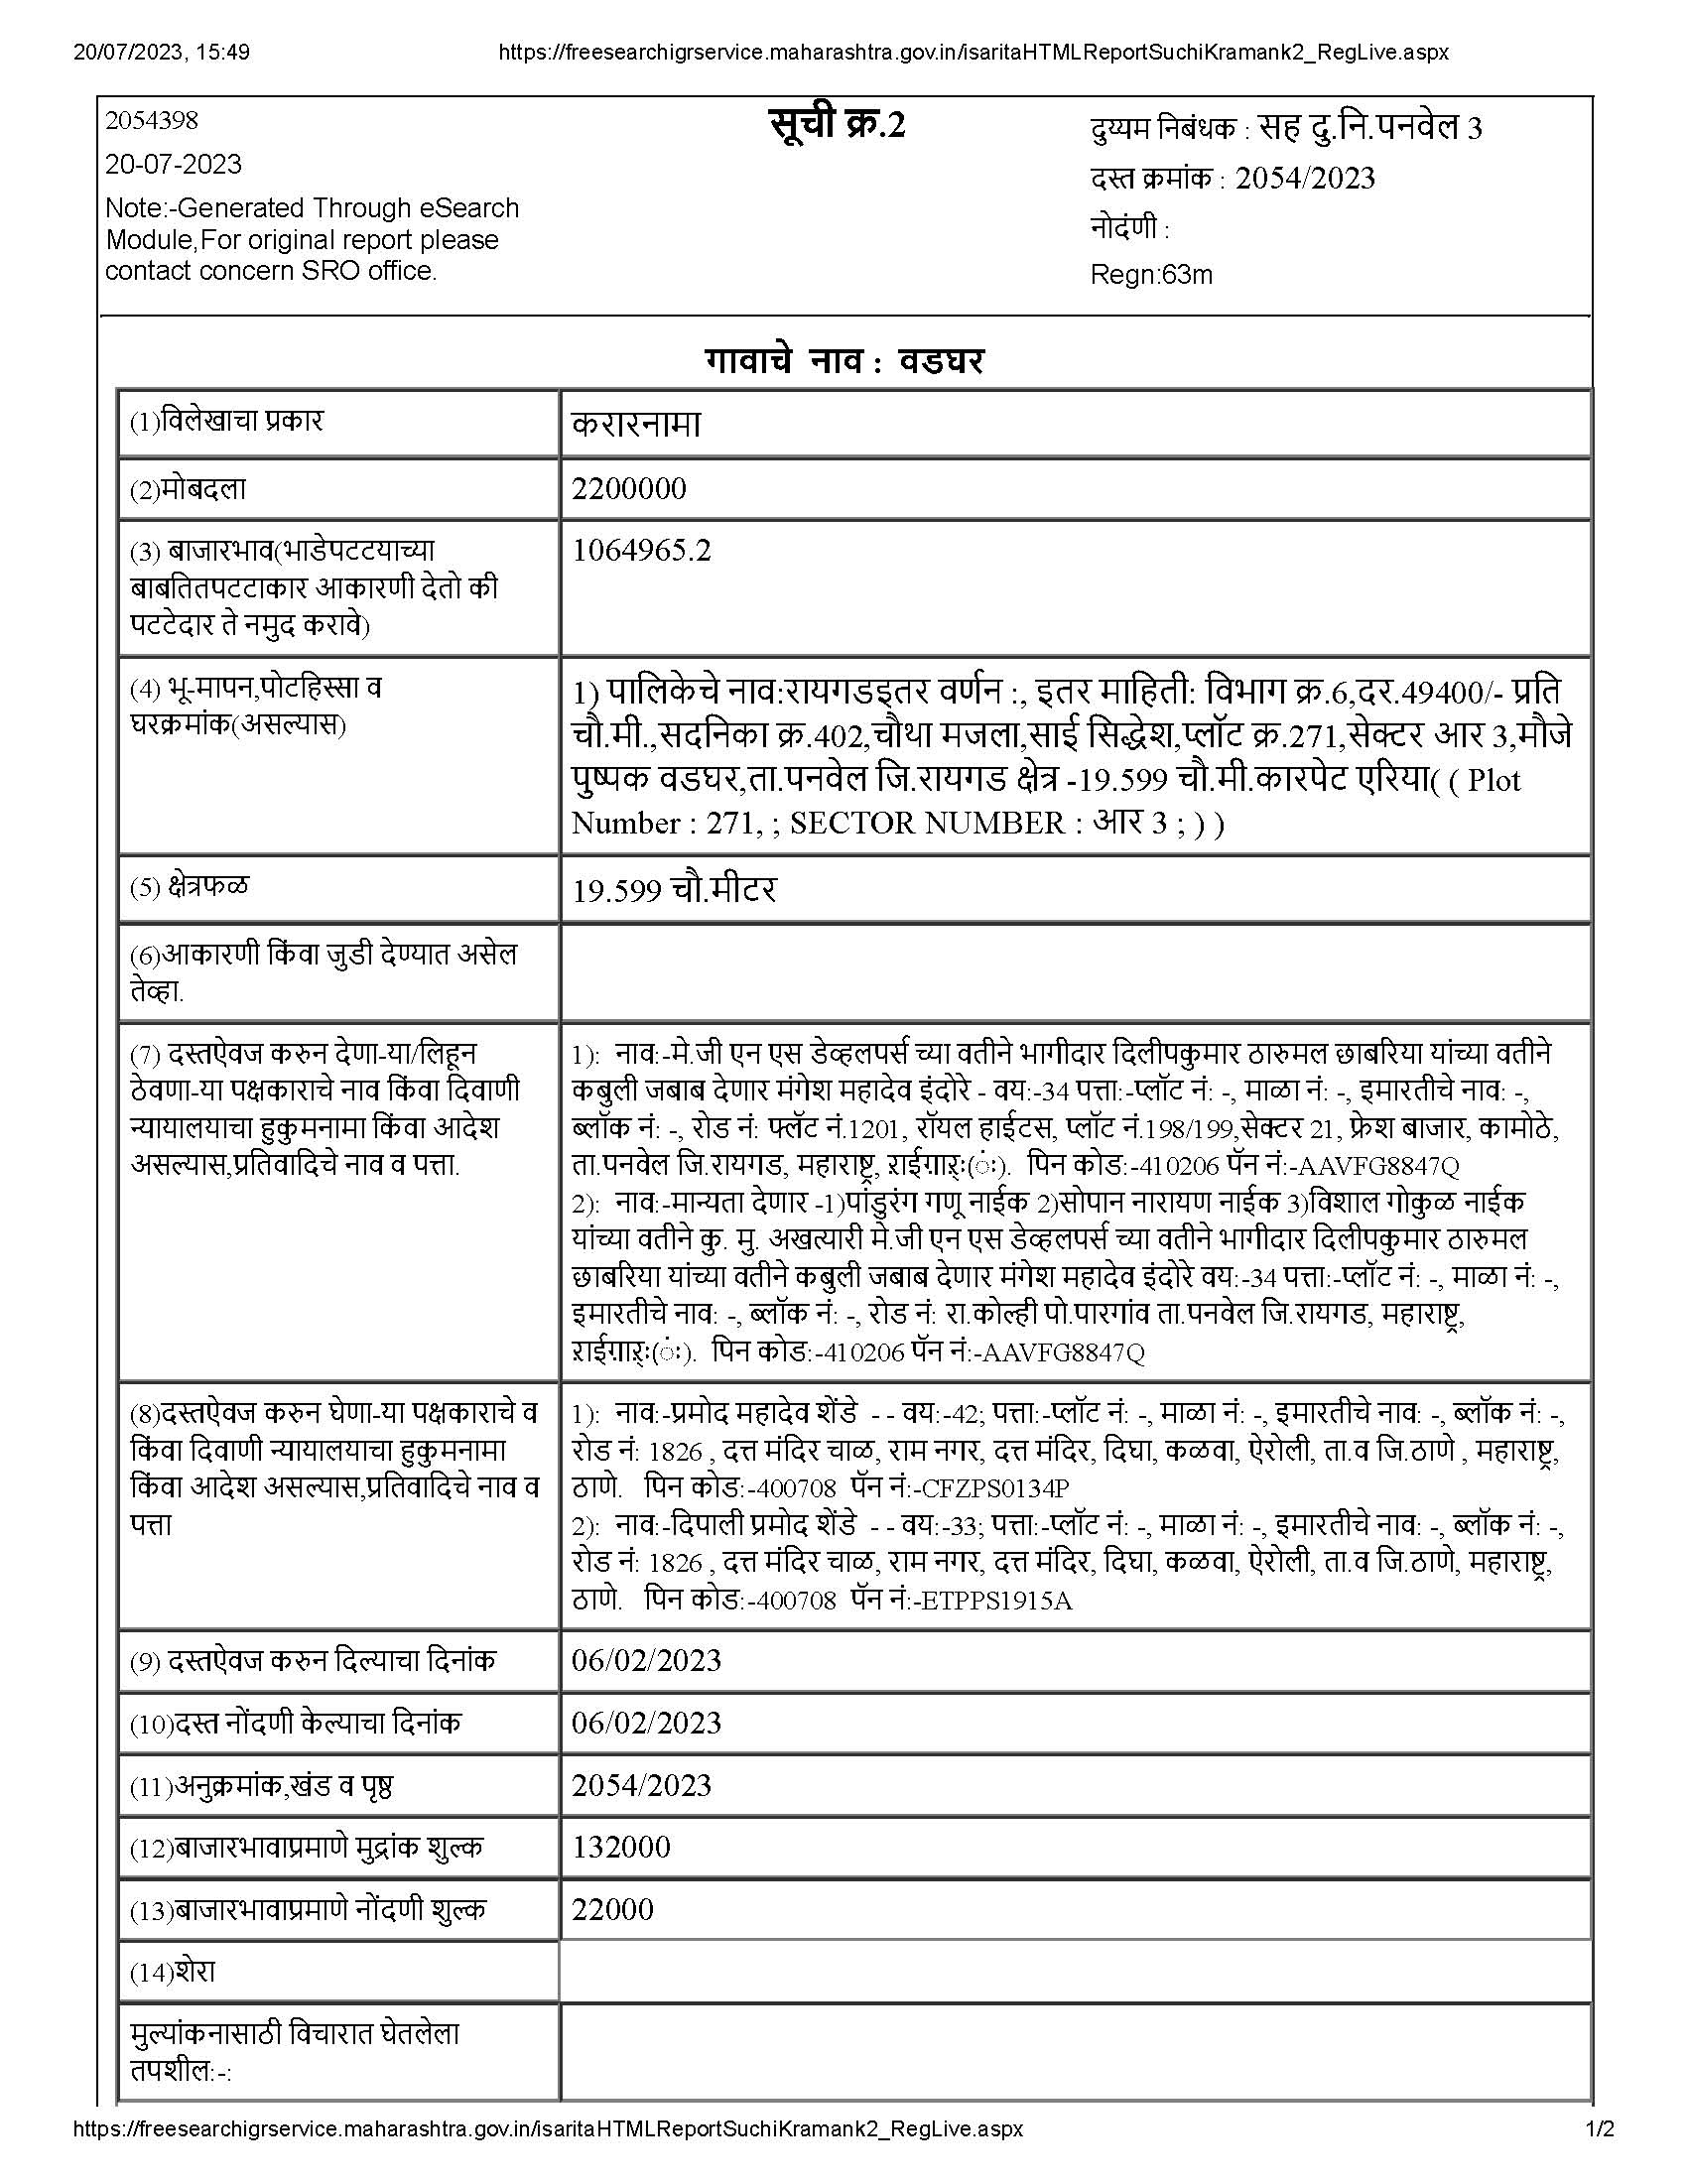 20/07/2023, 15:49 https://freesearchigrservice.maharashtra.gov.in/isaritaHTMLReportSuchiKramank2_RegLive.aspx
2054398
20-07-2023
Note:-Generated Through eSearch
Module,For original report please
contact concern SRO office.
सूची क्र.2
दुय्यम निबंधक : सह दु.नि.पनवेल 3
दस्त क्रमांक : 2054/2023
नोदंणी :
Regn:63m
गावाचे नाव : वडघर
(1)विलेखाचा प्रकार
करारनामा
(2)मोबदला
2200000
(3) बाजारभाव(भाडेपटटयाच्या
बाबतितपटटाकार आकारणी देतो की
पटटेदार ते नमुद करावे)
1064965.2
(4) भू-मापन,पोटहिस्सा व
घरक्रमांक(असल्यास)
1) पालिकेचे नाव:रायगडइतर वर्णन :, इतर माहिती: विभाग क्र.6,दर.49400/- प्रति
चौ.मी.,सदनिका क्र.402,चौथा मजला,साई सिद्धेश,प्लॉट क्र.271,सेक्टर आर 3,मौजे
पुष्पक वडघर,ता.पनवेल जि.रायगड क्षेत्र -19.599 चौ.मी.कारपेट एरिया( ( Plot
Number : 271, ; SECTOR NUMBER : आर 3 ; ) )
(5) क्षेत्रफळ
19.599 चौ.मीटर
(6)आकारणी किंवा जुडी देण्यात असेल
तेव्हा.
(7) दस्तऐवज करुन देणा-या/लिहून
ठेवणा-या पक्षकाराचे नाव किंवा दिवाणी
न्यायालयाचा हुकुमनामा किंवा आदेश
असल्यास,प्रतिवादिचे नाव व पत्ता.
1): नाव:-मे.जी एन एस डेव्हलपर्स च्या वतीने भागीदार दिलीपकुमार ठारुमल छाबरिया यांच्या वतीने
कबुली जबाब देणार मंगेश महादेव इंदोरे - वय:-34 पत्ता:-प्लॉट नं: -, माळा नं: -, इमारतीचे नाव: -,
ब्लॉक नं: -, रोड नं: फ्लॅट नं.1201, रॉयल हाईटस, प्लॉट नं.198/199,सेक्टर 21, फ्रेश बाजार, कामोठे,
ता.पनवेल जि.रायगड, महाराष्ट्र, ऱाईग़ाऱ्ः(ंः). पिन कोड:-410206 पॅन नं:-AAVFG8847Q
2): नाव:-मान्यता देणार -1)पांडुरंग गणू नाईक 2)सोपान नारायण नाईक 3)विशाल गोकुळ नाईक
यांच्या वतीने कु. मु. अखत्यारी मे.जी एन एस डेव्हलपर्स च्या वतीने भागीदार दिलीपकुमार ठारुमल
छाबरिया यांच्या वतीने कबुली जबाब देणार मंगेश महादेव इंदोरे वय:-34 पत्ता:-प्लॉट नं: -, माळा नं: -,
इमारतीचे नाव: -, ब्लॉक नं: -, रोड नं: रा.कोल्ही पो.पारगांव ता.पनवेल जि.रायगड, महाराष्ट्र,
ऱाईग़ाऱ्ः(ंः). पिन कोड:-410206 पॅन नं:-AAVFG8847Q
(8)दस्तऐवज करुन घेणा-या पक्षकाराचे व
किंवा दिवाणी न्यायालयाचा हुकुमनामा
किंवा आदेश असल्यास,प्रतिवादिचे नाव व
पत्ता
1): नाव:-प्रमोद महादेव शेंडे - - वय:-42; पत्ता:-प्लॉट नं: -, माळा नं: -, इमारतीचे नाव: -, ब्लॉक नं: -,
रोड नं: 1826 , दत्त मंदिर चाळ, राम नगर, दत्त मंदिर, दिघा, कळवा, ऐरोली, ता.व जि.ठाणे , महाराष्ट्र,
ठाणे. पिन कोड:-400708 पॅन नं:-CFZPS0134P
2): नाव:-दिपाली प्रमोद शेंडे - - वय:-33; पत्ता:-प्लॉट नं: -, माळा नं: -, इमारतीचे नाव: -, ब्लॉक नं: -,
रोड नं: 1826 , दत्त मंदिर चाळ, राम नगर, दत्त मंदिर, दिघा, कळवा, ऐरोली, ता.व जि.ठाणे, महाराष्ट्र,
ठाणे. पिन कोड:-400708 पॅन नं:-ETPPS1915A
(9) दस्तऐवज करुन दिल्याचा दिनांक
06/02/2023
(10)दस्त नोंदणी केल्याचा दिनांक
06/02/2023
(11)अनुक्रमांक,खंड व पृष्ठ
2054/2023
(12)बाजारभावाप्रमाणे मुद्रांक शुल्क
132000
(13)बाजारभावाप्रमाणे नोंदणी शुल्क
22000
(14)शेरा
मुल्यांकनासाठी विचारात घेतलेला
तपशील:-:
https://freesearchigrservice.maharashtra.gov.in/isaritaHTMLReportSuchiKramank2_RegLive.aspx 1/2